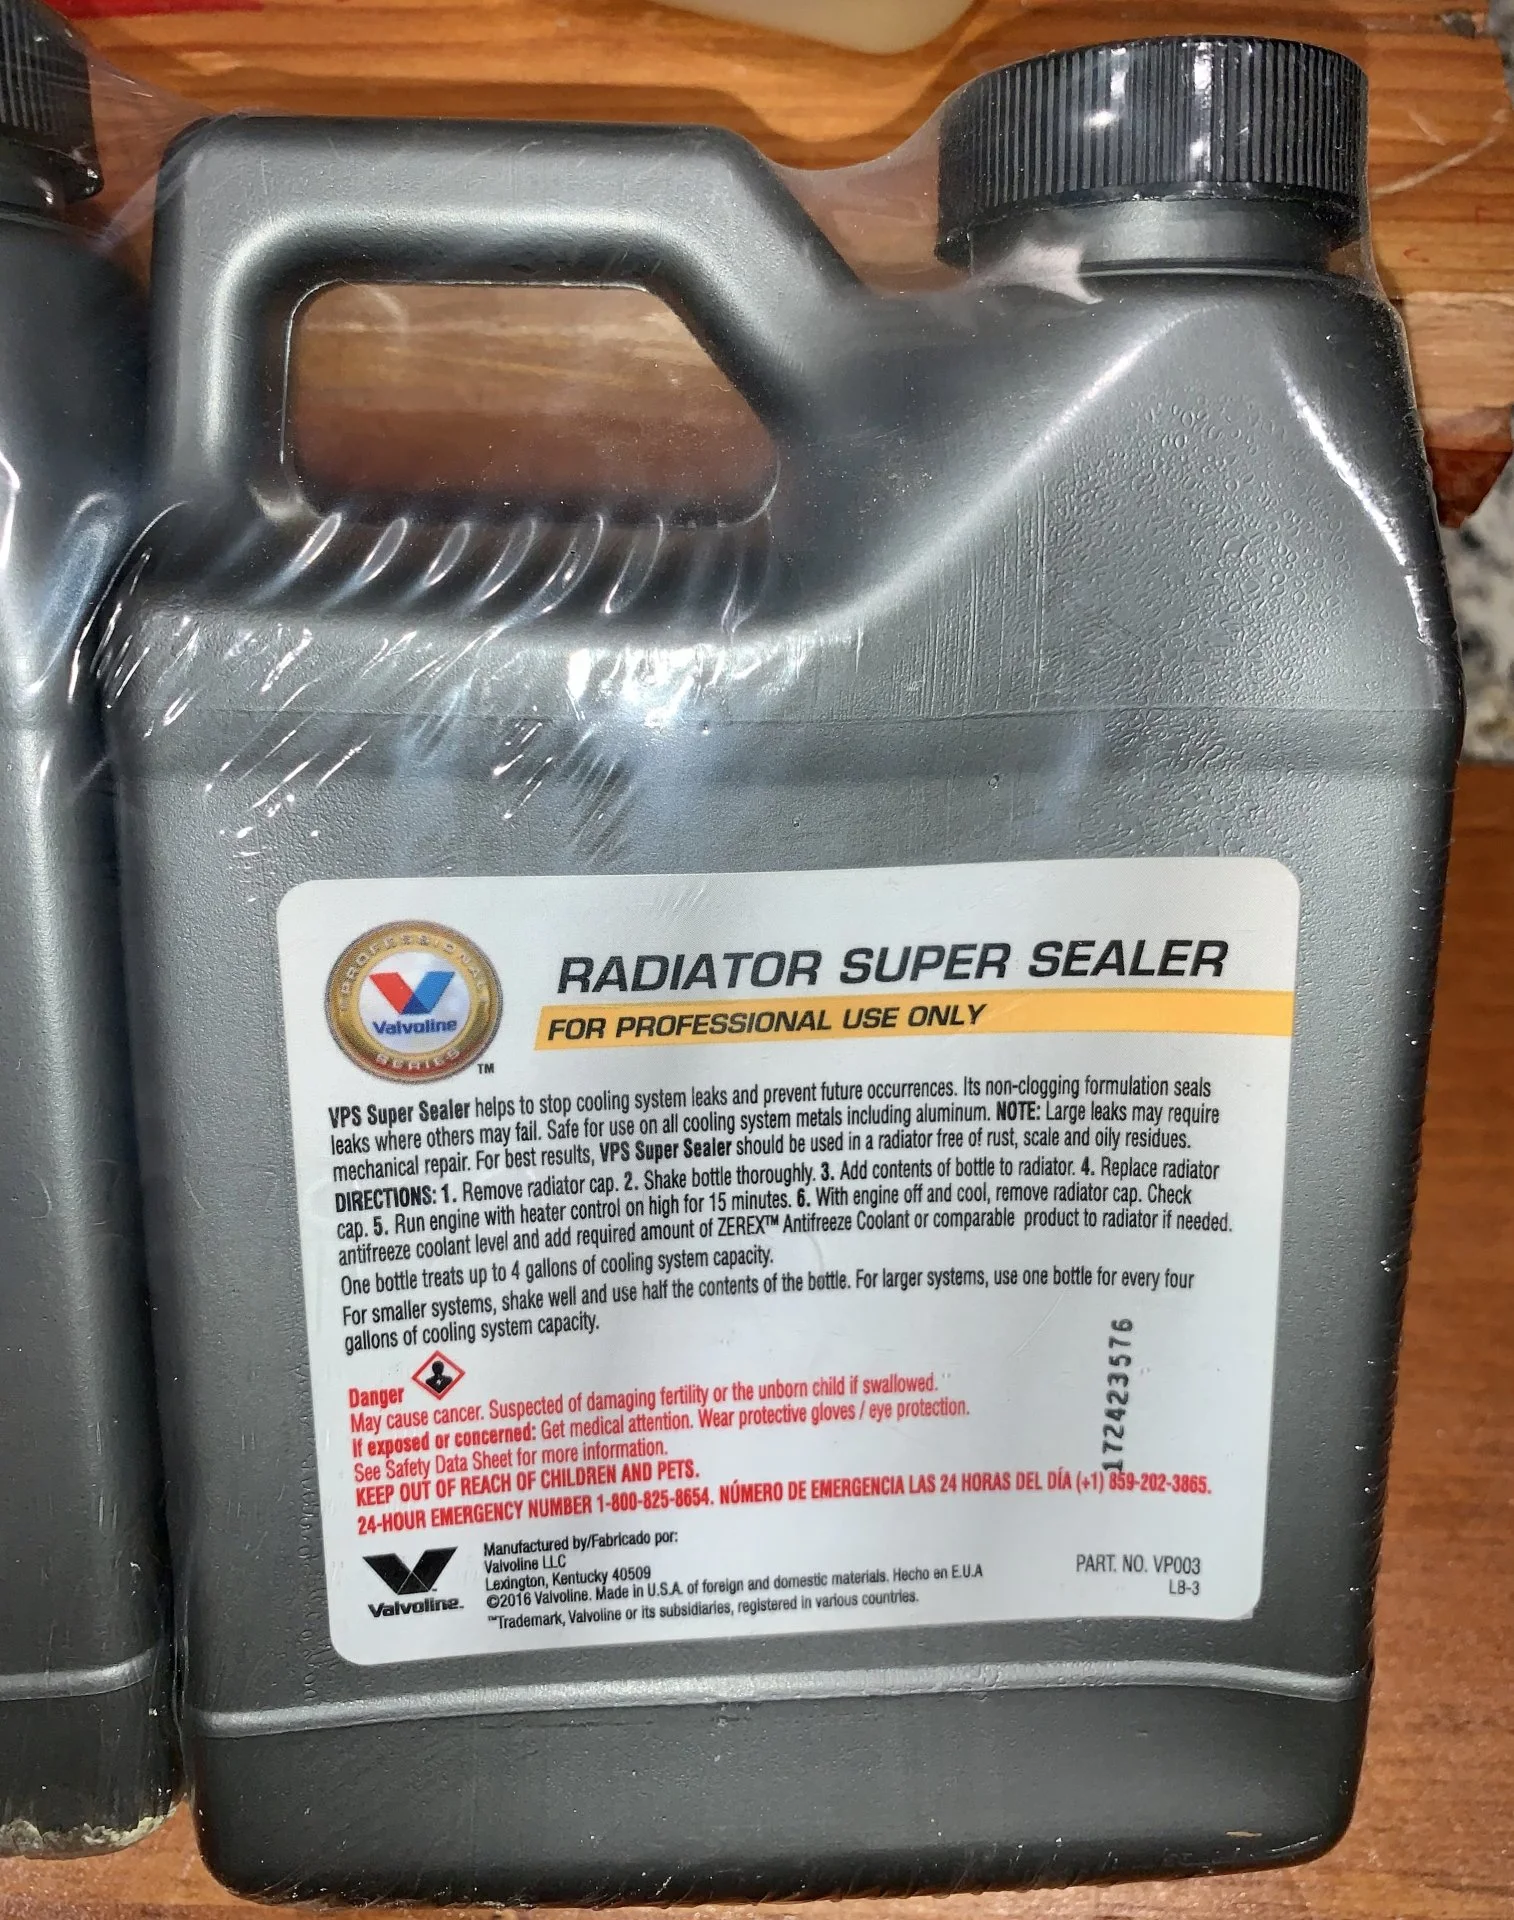 PROFESSIONAL
Valvoline
SERIES
TM
RADIATOR SUPER SEALER
FOR PROFESSIONAL USE ONLY
VPS Super Sealer helps to stop cooling system leaks and prevent future occurrences. Its non-clogging formulation seals
leaks where others may fail. Safe for use on all cooling system metals including aluminum. NOTE: Large leaks may require
mechanical repair. For best results, VPS Super Sealer should be used in a radiator free of rust, scale and oily residues.
DIRECTIONS: 1. Remove radiator cap. 2. Shake bottle thoroughly. 3. Add contents of bottle to radiator. 4. Replace radiator
cap. 5. Run engine with heater control on high for 15 minutes. 6. With engine off and cool, remove radiator cap. Check
antifreeze coolant level and add required amount of ZEREX™ Antifreeze Coolant or comparable product to radiator if needed.
One bottle treats up to 4 gallons of cooling system capacity.
For smaller systems, shake well and use half the contents of the bottle. For larger systems, use one bottle for every four
gallons of cooling system capacity.
Danger
May cause cancer. Suspected of damaging fertility or the unborn child if swallowed.
If exposed or concerned: Get medical attention. Wear protective gloves / eye protection.
See Safety Data Sheet for more information.
KEEP OUT OF REACH OF CHILDREN AND PETS.
24-HOUR EMERGENCY NUMBER 1-800-825-8654. NÚMERO DE EMERGENCIA LAS 24 HORAS DEL DÍA (+1) 859-202-3865.
172423576
Valvoline™
Manufactured by/Fabricado por:
Valvoline LLC
Lexington, Kentucky 40509
©2016 Valvoline. Made in U.S.A. of foreign and domestic materials. Hecho en E.U.A
™Trademark, Valvoline or its subsidiaries, registered in various countries.
PART. NO. VP003
LB-3